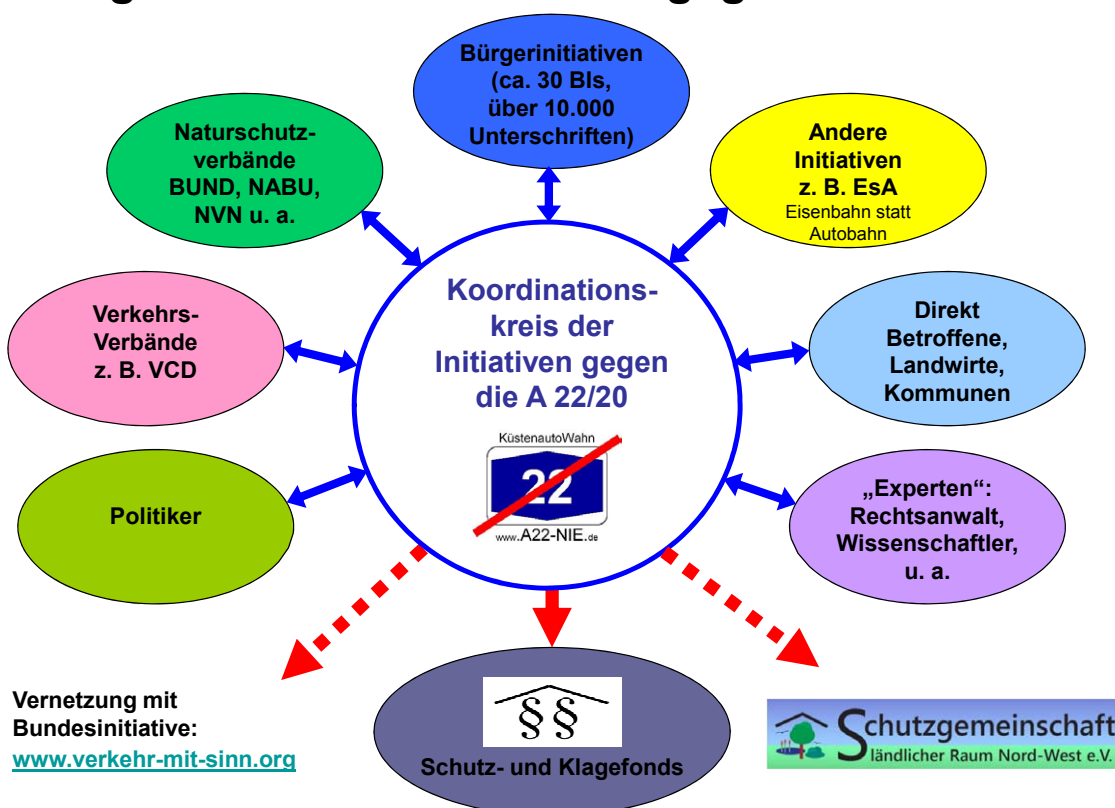 Bürgerinitiativen
(ca. 30 BIs,
über 10.000
Unterschriften)
Naturschutz-
verbände
BUND, NABU,
NVN u. a.
Andere
Initiativen
z. B. EsA
Eisenbahn statt
Autobahn
Verkehrs-
Verbände
z. B. VCD
Koordinations-
kreis der
Initiativen gegen
die A 22/20
KüstenautoWahn
22
www.A22-NIE.de
Direkt
Betroffene,
Landwirte,
Kommunen
Politiker
„Experten“:
Rechtsanwalt,
Wissenschaftler,
u. a.
Vernetzung mit
Bundesinitiative:
www.verkehr-mit-sinn.org
§ §
Schutz- und Klagefonds
Schutzgemeinschaft
ländlicher Raum Nord-West e.V.